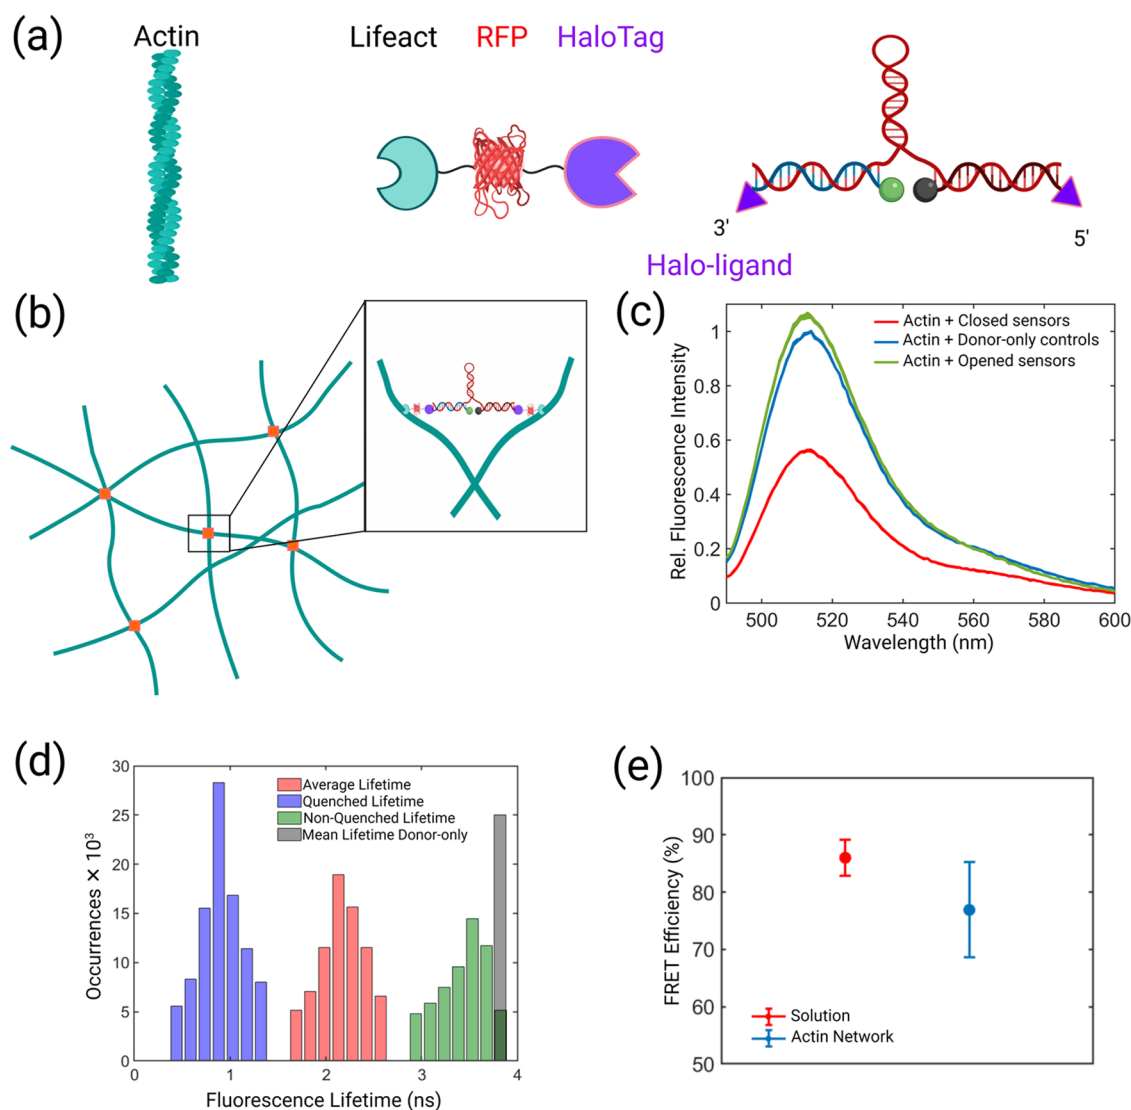 (a)
Actin
Lifeact RFP HaloTag
3'
5'
Halo-ligand
(b)
(c)
Actin + Closed sensors
Actin + Donor-only controls
Actin + Opened sensors
Rel. Fluorescence Intensity
1
0.8
0.6
0.4
0.2
0
500 520 540 560 580 600
Wavelength (nm)
(d)
Average Lifetime
Quenched Lifetime
Non-Quenched Lifetime
Mean Lifetime Donor-only
Occurrences × 10³
30
25
20
15
10
5
0
0 1 2 3 4
Fluorescence Lifetime (ns)
(e)
FRET Efficiency (%)
100
90
80
70
60
50
Solution
Actin Network